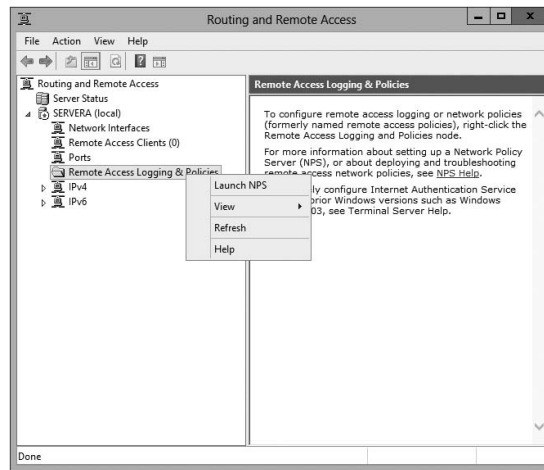 Routing and Remote Access
File Action View Help
Routing and Remote Access
Server Status
SERVERA (local)
Network Interfaces
Remote Access Clients (0)
Ports
Remote Access Logging & Policies
IPv4
IPv6
Launch NPS
View
Refresh
Help
Remote Access Logging & Policies
To configure remote access logging or network policies
(formerly named remote access policies), right-click the
Remote Access Logging and Policies node.
For more information about setting up a Network Policy
Server (NPS), or about deploying and troubleshooting
remote access network policies, see NPS Help.
ly configure Internet Authentication Service
prior Windows versions such as Windows
03, see Terminal Server Help.
Done